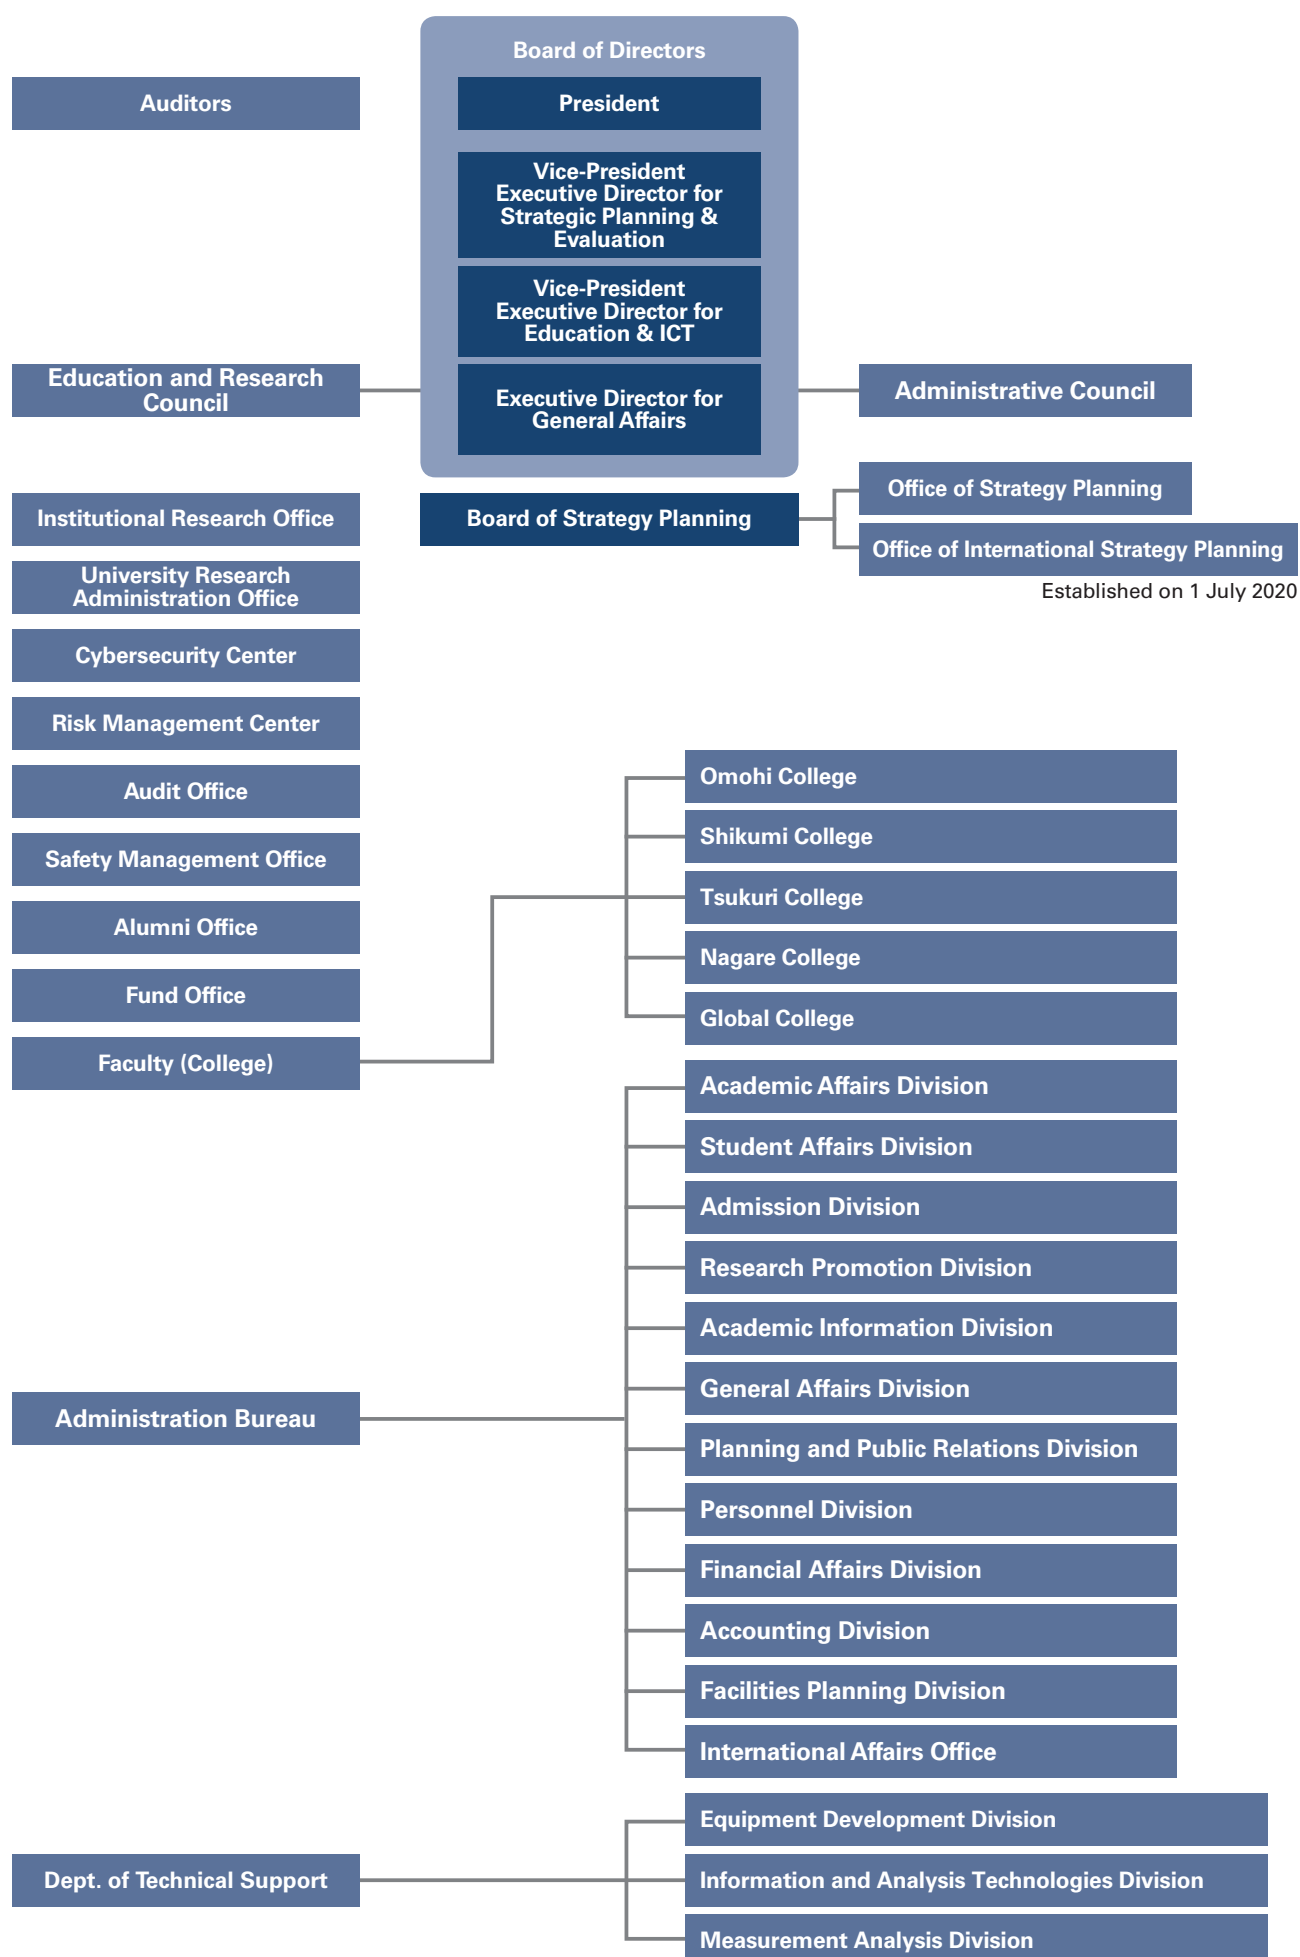 Board of Directors
Auditors
President
Vice-President
Executive Director for
Strategic Planning &
Evaluation
Vice-President
Executive Director for
Education & ICT
Education and Research
Council
Executive Director for
General Affairs
Administrative Council
Office of Strategy Planning
Institutional Research Office
Board of Strategy Planning
Office of International Strategy Planning
Established on 1 July 2020
University Research
Administration Office
Cybersecurity Center
Risk Management Center
Audit Office
Safety Management Office
Alumni Office
Fund Office
Faculty (College)
Omohi College
Shikumi College
Tsukuri College
Nagare College
Global College
Administration Bureau
Academic Affairs Division
Student Affairs Division
Admission Division
Research Promotion Division
Academic Information Division
General Affairs Division
Planning and Public Relations Division
Personnel Division
Financial Affairs Division
Accounting Division
Facilities Planning Division
International Affairs Office
Dept. of Technical Support
Equipment Development Division
Information and Analysis Technologies Division
Measurement Analysis Division